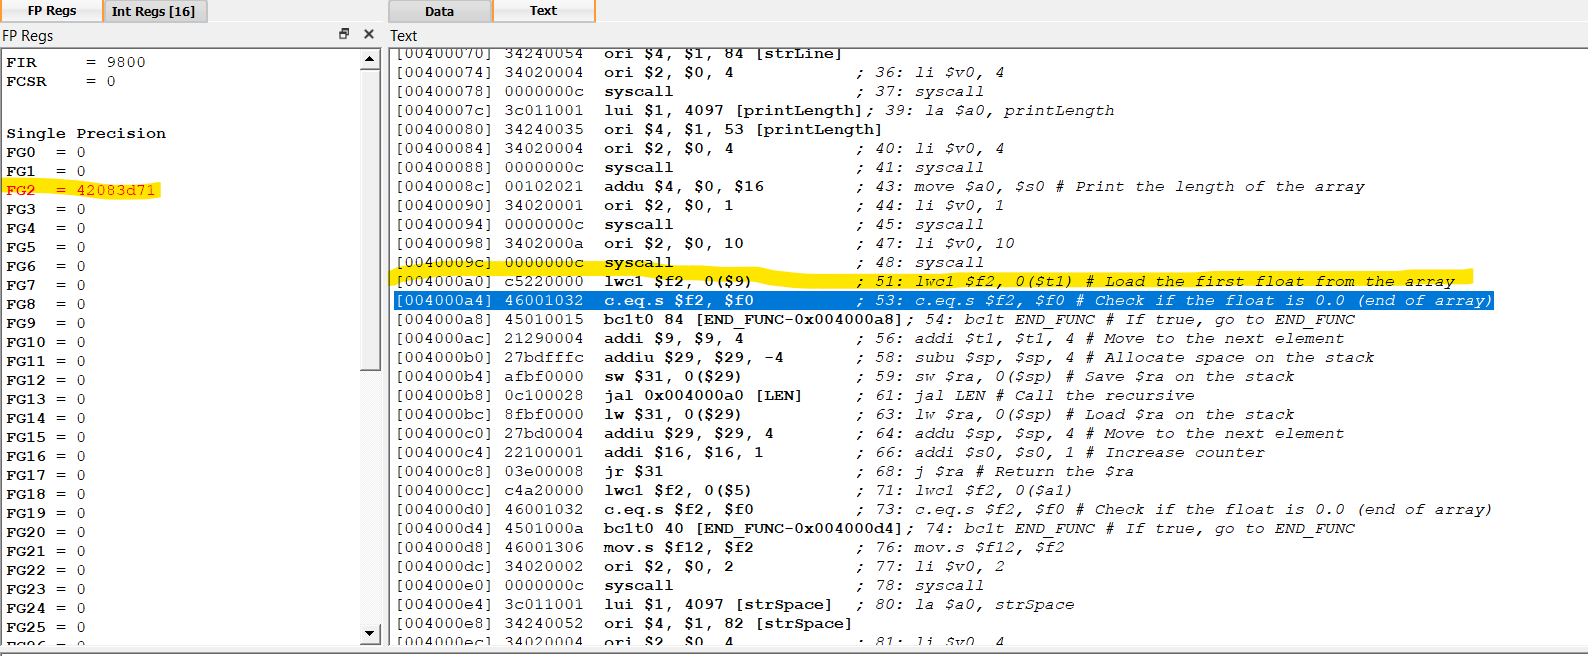 FP Regs
Int Regs [16]
Data
Text
FP Regs
FIR = 9800
FCSR = 0
Single Precision
FG0 = 0
FG1 = 0
FG2 = 42083d71
FG3 = 0
FG4 = 0
FG5 = 0
FG6 = 0
FG7 = 0
FG8 = 0
FG9 = 0
FG10 = 0
FG11 = 0
FG12 = 0
FG13 = 0
FG14 = 0
FG15 = 0
FG16 = 0
FG17 = 0
FG18 = 0
FG19 = 0
FG20 = 0
FG21 = 0
FG22 = 0
FG23 = 0
FG24 = 0
FG25 = 0
FG26 = 0
Text
[00400070] 34240054 ori $4, $1, 84 [strLine]
[00400074] 34020004 ori $2, $0, 4 ; 36: li $v0, 4
[00400078] 0000000c syscall ; 37: syscall
[0040007c] 3c011001 lui $1, 4097 [printLength]; 39: la $a0, printLength
[00400080] 34240035 ori $4, $1, 53 [printLength]
[00400084] 34020004 ori $2, $0, 4 ; 40: li $v0, 4
[00400088] 0000000c syscall ; 41: syscall
[0040008c] 00102021 addu $4, $0, $16 ; 43: move $a0, $s0 # Print the length of the array
[00400090] 34020001 ori $2, $0, 1 ; 44: li $v0, 1
[00400094] 0000000c syscall ; 45: syscall
[00400098] 3402000a ori $2, $0, 10 ; 47: li $v0, 10
[0040009c] 0000000c syscall ; 48: syscall
[004000a0] c5220000 lwc1 $f2, 0($9) ; 51: lwc1 $f2, 0($t1) # Load the first float from the array
[004000a4] 46001032 c.eq.s $f2, $f0 ; 53: c.eq.s $f2, $f0 # Check if the float is 0.0 (end of array)
[004000a8] 45010015 bc1t0 84 [END_FUNC-0x004000a8]; 54: bc1t END_FUNC # If true, go to END_FUNC
[004000ac] 21290004 addi $9, $9, 4 ; 56: addi $t1, $t1, 4 # Move to the next element
[004000b0] 27bdfffc addiu $29, $29, -4 ; 58: subu $sp, $sp, 4 # Allocate space on the stack
[004000b4] afbf0000 sw $31, 0($29) ; 59: sw $ra, 0($sp) # Save $ra on the stack
[004000b8] 0c100028 jal 0x004000a0 [LEN] ; 61: jal LEN # Call the recursive
[004000bc] 8fbf0000 lw $31, 0($29) ; 63: lw $ra, 0($sp) # Load $ra on the stack
[004000c0] 27bd0004 addiu $29, $29, 4 ; 64: addu $sp, $sp, 4 # Move to the next element
[004000c4] 22100001 addi $16, $16, 1 ; 66: addi $s0, $s0, 1 # Increase counter
[004000c8] 03e00008 jr $31 ; 68: j $ra # Return the $ra
[004000cc] c4a20000 lwc1 $f2, 0($5) ; 71: lwc1 $f2, 0($a1)
[004000d0] 46001032 c.eq.s $f2, $f0 ; 73: c.eq.s $f2, $f0 # Check if the float is 0.0 (end of array)
[004000d4] 4501000a bc1t0 40 [END_FUNC-0x004000d4]; 74: bc1t END_FUNC # If true, go to END_FUNC
[004000d8] 46001306 mov.s $f12, $f2 ; 76: mov.s $f12, $f2
[004000dc] 34020002 ori $2, $0, 2 ; 77: li $v0, 2
[004000e0] 0000000c syscall ; 78: syscall
[004000e4] 3c011001 lui $1, 4097 [strSpace] ; 80: la $a0, strSpace
[004000e8] 34240052 ori $4, $1, 82 [strSpace]
[004000ec] 34020004 ori $2, $0, 4 ; 81: li $v0, 4